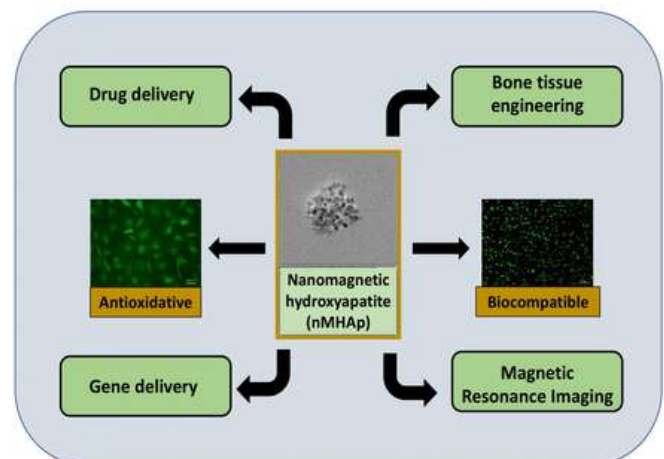 Drug delivery
Bone tissue
engineering
Antioxidative
Nanomagnetic
hydroxyapatite
(nMHAp)
Biocompatible
Gene delivery
Magnetic
Resonance Imaging